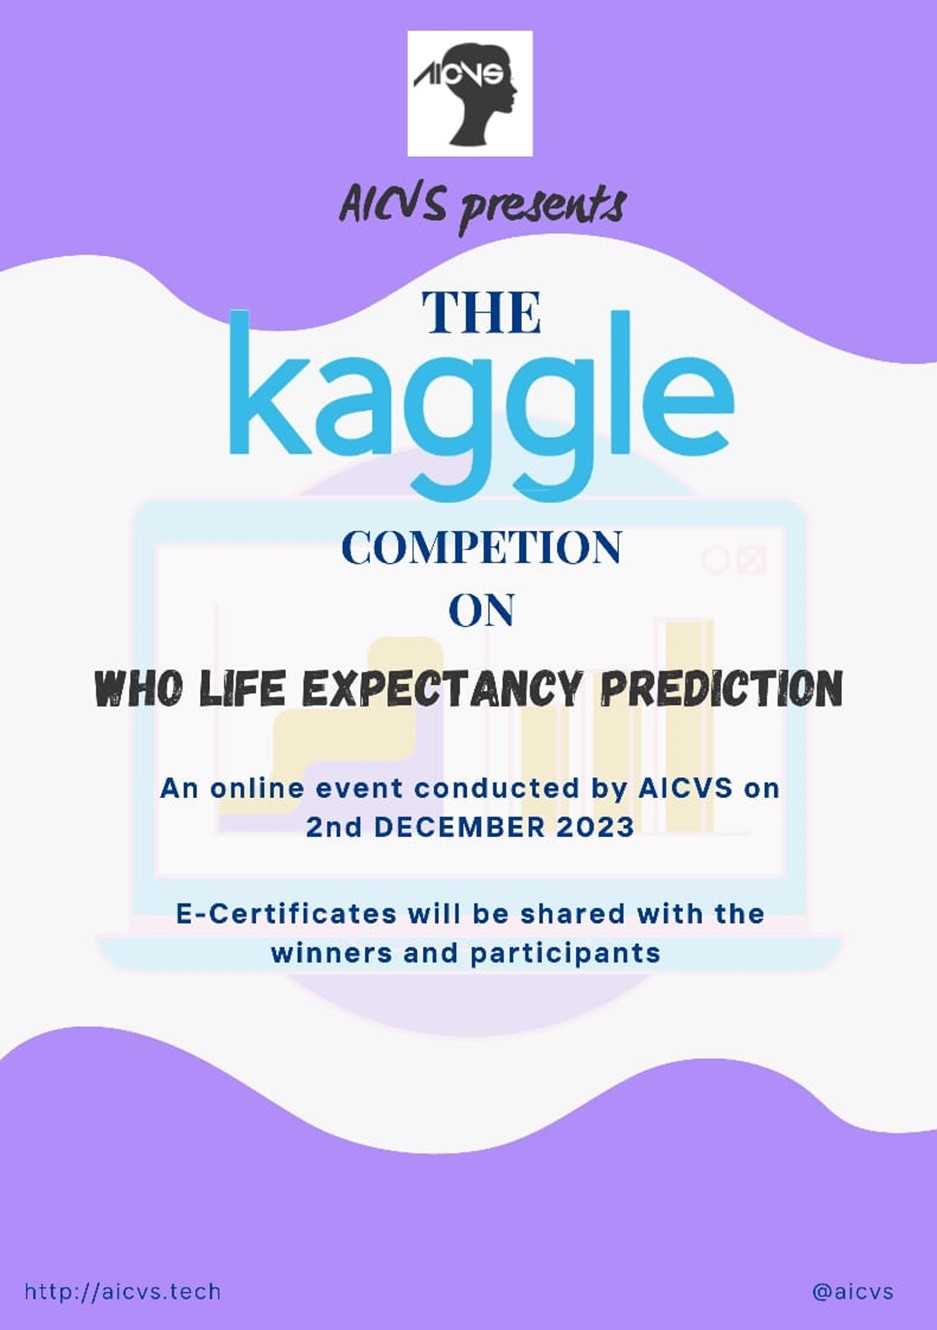 AICVS
AICVS presents
THE
kaggle
COMPETION
ON
WHO LIFE EXPECTANCY PREDICTION
An online event conducted by AICVS on
2nd DECEMBER 2023
E-Certificates will be shared with the
winners and participants
http://aicvs.tech
@aicvs